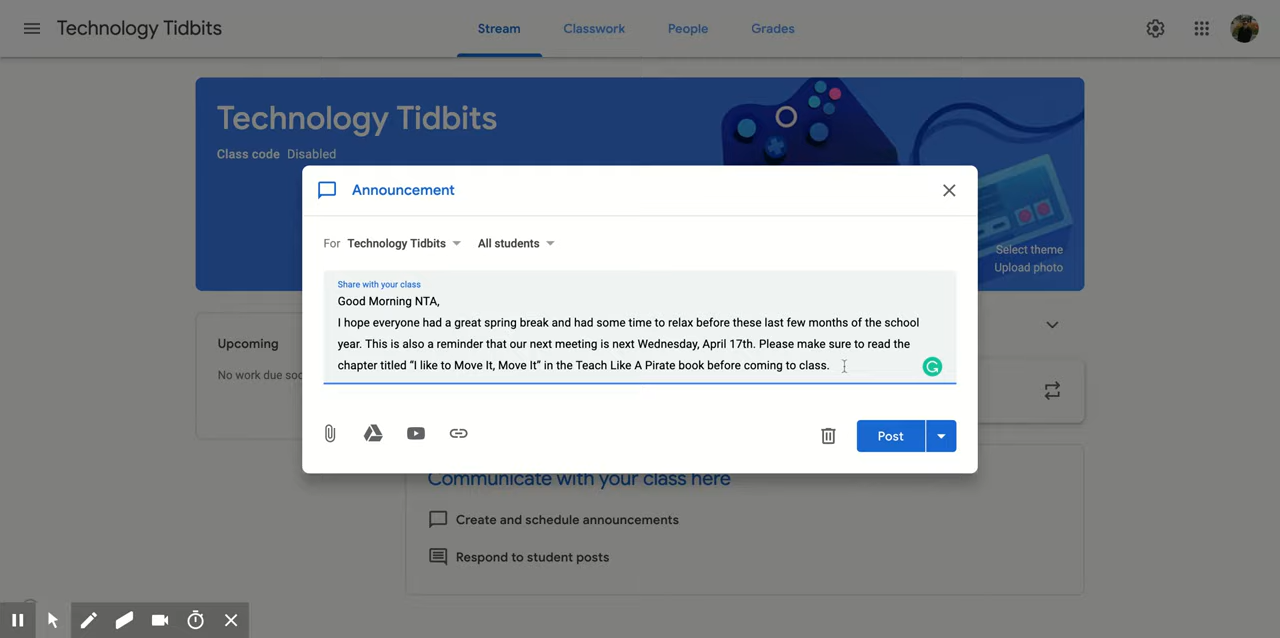 Technology Tidbits
Stream
Classwork
People
Grades
Technology Tidbits
Class code Disabled
Select theme
Upload photo
Announcement
For Technology Tidbits
All students
Share with your class
Good Morning NTA,
I hope everyone had a great spring break and had some time to relax before these last few months of the school
year. This is also a reminder that our next meeting is next Wednesday, April 17th. Please make sure to read the
chapter titled "I like to Move It, Move It" in the Teach Like A Pirate book before coming to class.
Post
Upcoming
No work due
Communicate with your class here
Create and schedule announcements
Respond to student posts